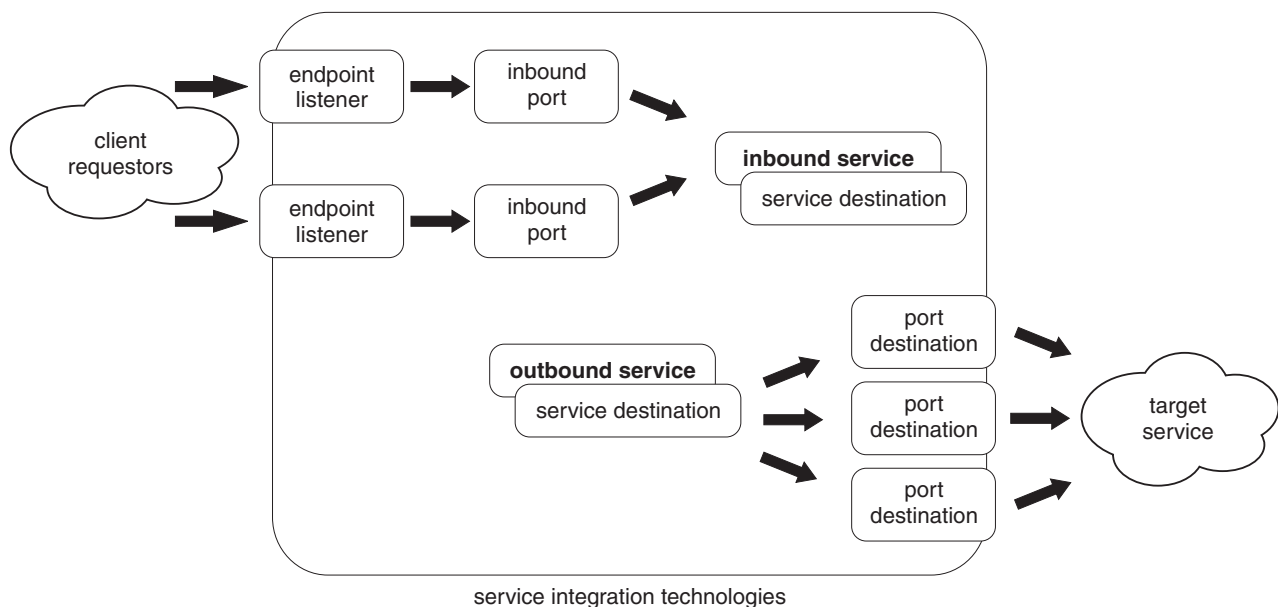 client
requestors
endpoint
listener
inbound
port
endpoint
listener
inbound
port
inbound service
service destination
outbound service
service destination
port
destination
port
destination
port
destination
target
service
service integration technologies